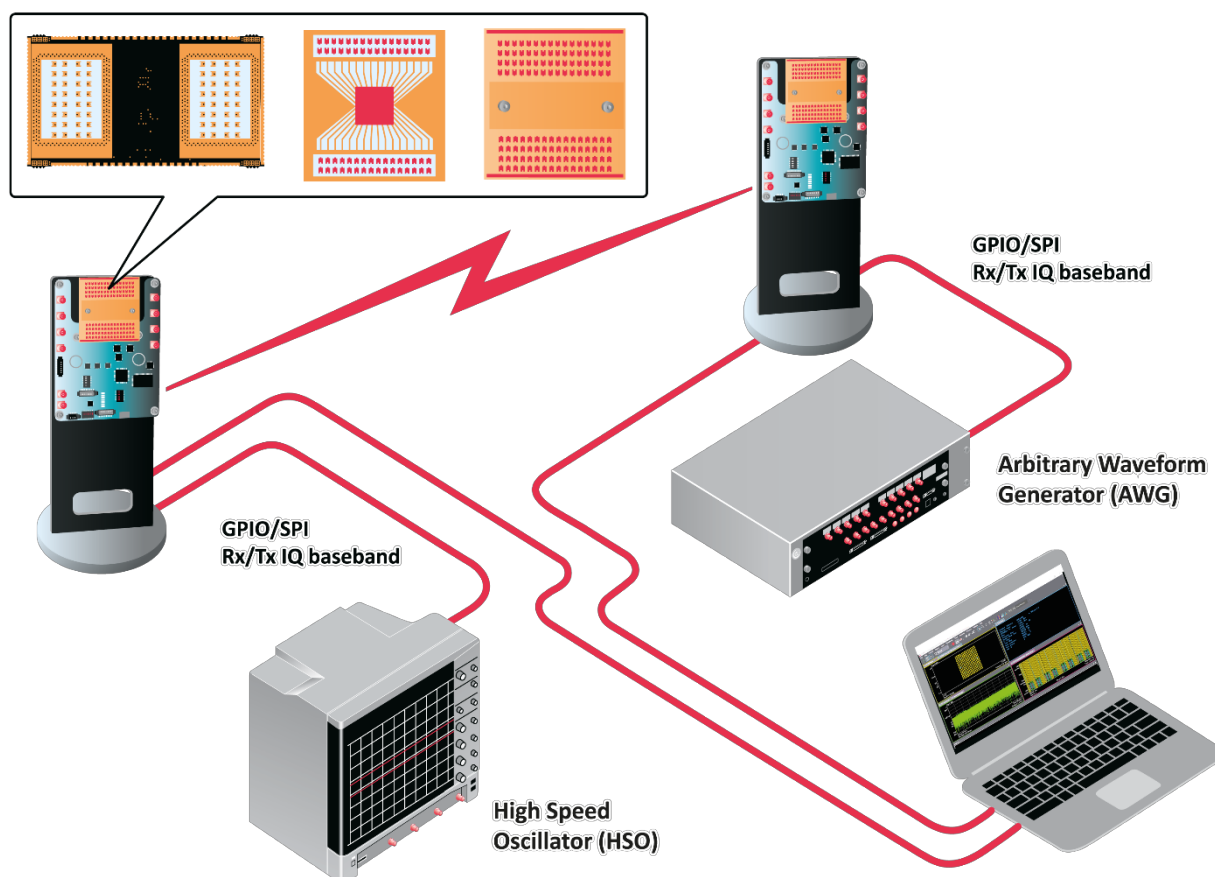 GPIO/SPI
Rx/Tx IQ baseband
Arbitrary Waveform
Generator (AWG)
GPIO/SPI
Rx/Tx IQ baseband
High Speed
Oscillator (HSO)